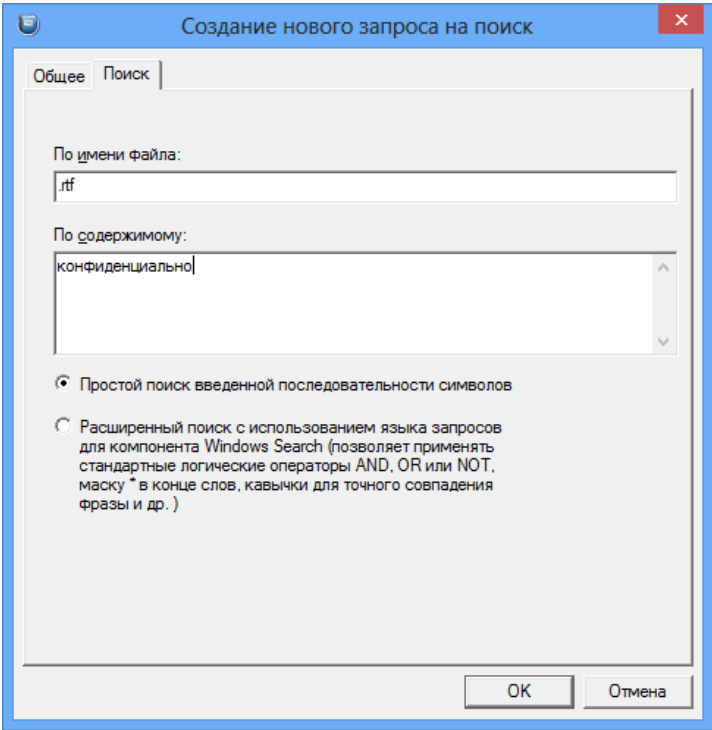 Создание нового запроса на поиск
Общее
Поиск
По имени файла:
.rtf
По содержимому:
конфиденциально
Простой поиск введенной последовательности символов
Расширенный поиск с использованием языка запросов
для компонента Windows Search (позволяет применять
стандартные логические операторы AND, OR или NOT,
маску * в конце слов, кавычки для точного совпадения
фразы и др. )
OK
Отмена